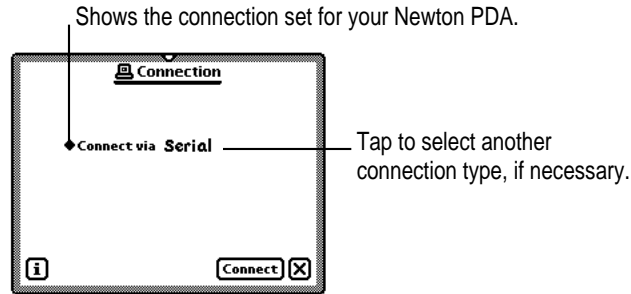 Shows the connection set for your Newton PDA.
Connection
◆Connect via Serial
Tap to select another
connection type, if necessary.
i
Connect
X